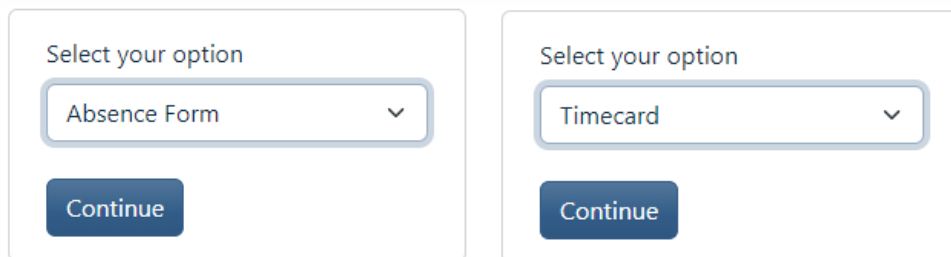 Select your option
Absence Form
Continue
Select your option
Timecard
Continue